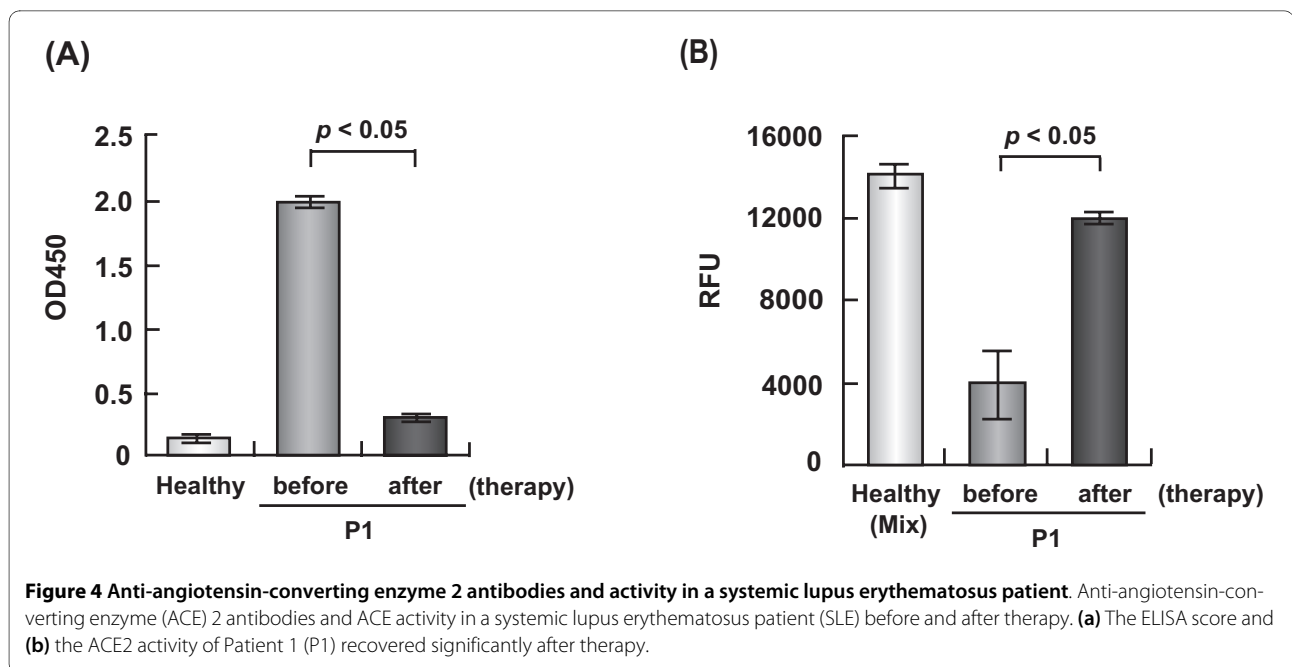 (A)
p < 0.05
2.5
2.0
1.5
1.0
0.5
0
OD450
Healthy before after (therapy)
P1
(B)
p < 0.05
16000
12000
8000
4000
0
RFU
Healthy before after (therapy)
(Mix)
P1
Figure 4 Anti-angiotensin-converting enzyme 2 antibodies and activity in a systemic lupus erythematosus patient. Anti-angiotensin-con-
verting enzyme (ACE) 2 antibodies and ACE activity in a systemic lupus erythematosus patient (SLE) before and after therapy. (a) The ELISA score and
(b) the ACE2 activity of Patient 1 (P1) recovered significantly after therapy.